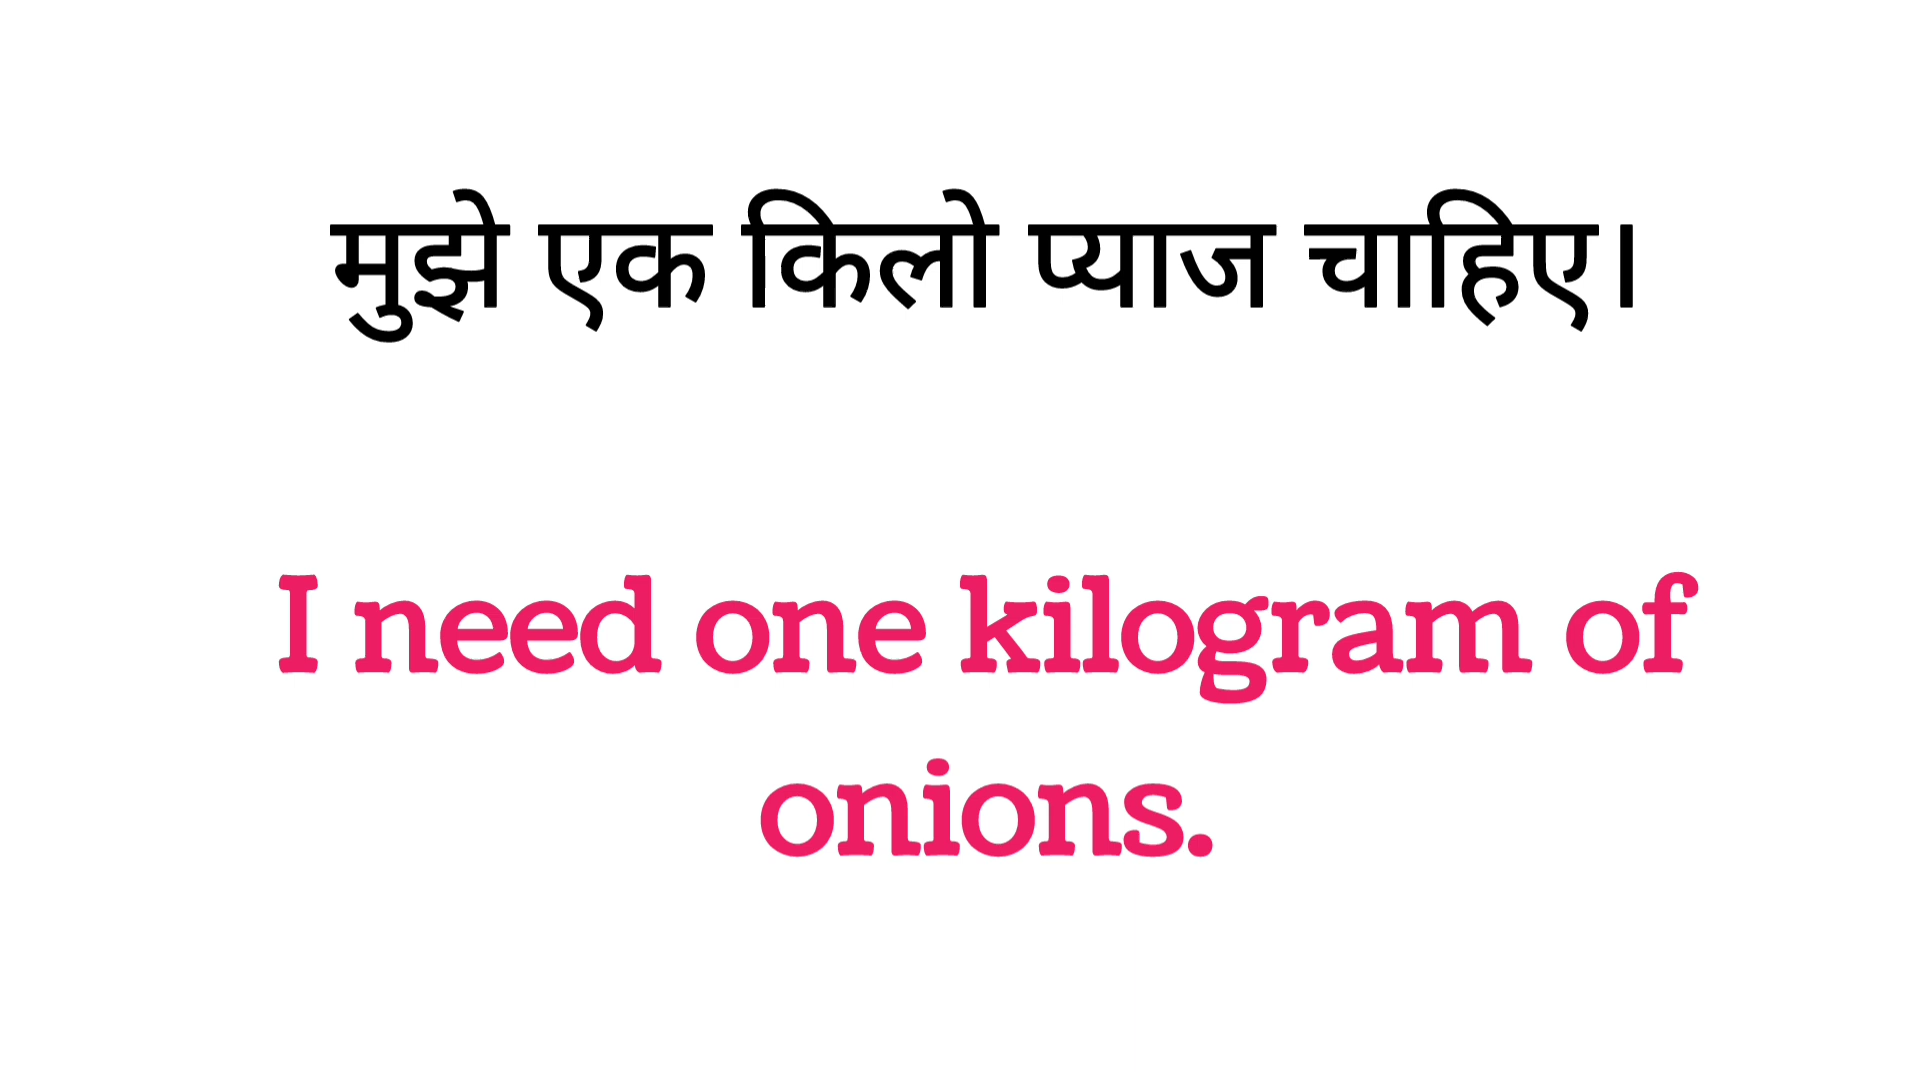 मुझे एक किलो प्याज चाहिए।
I need one kilogram of
onions.